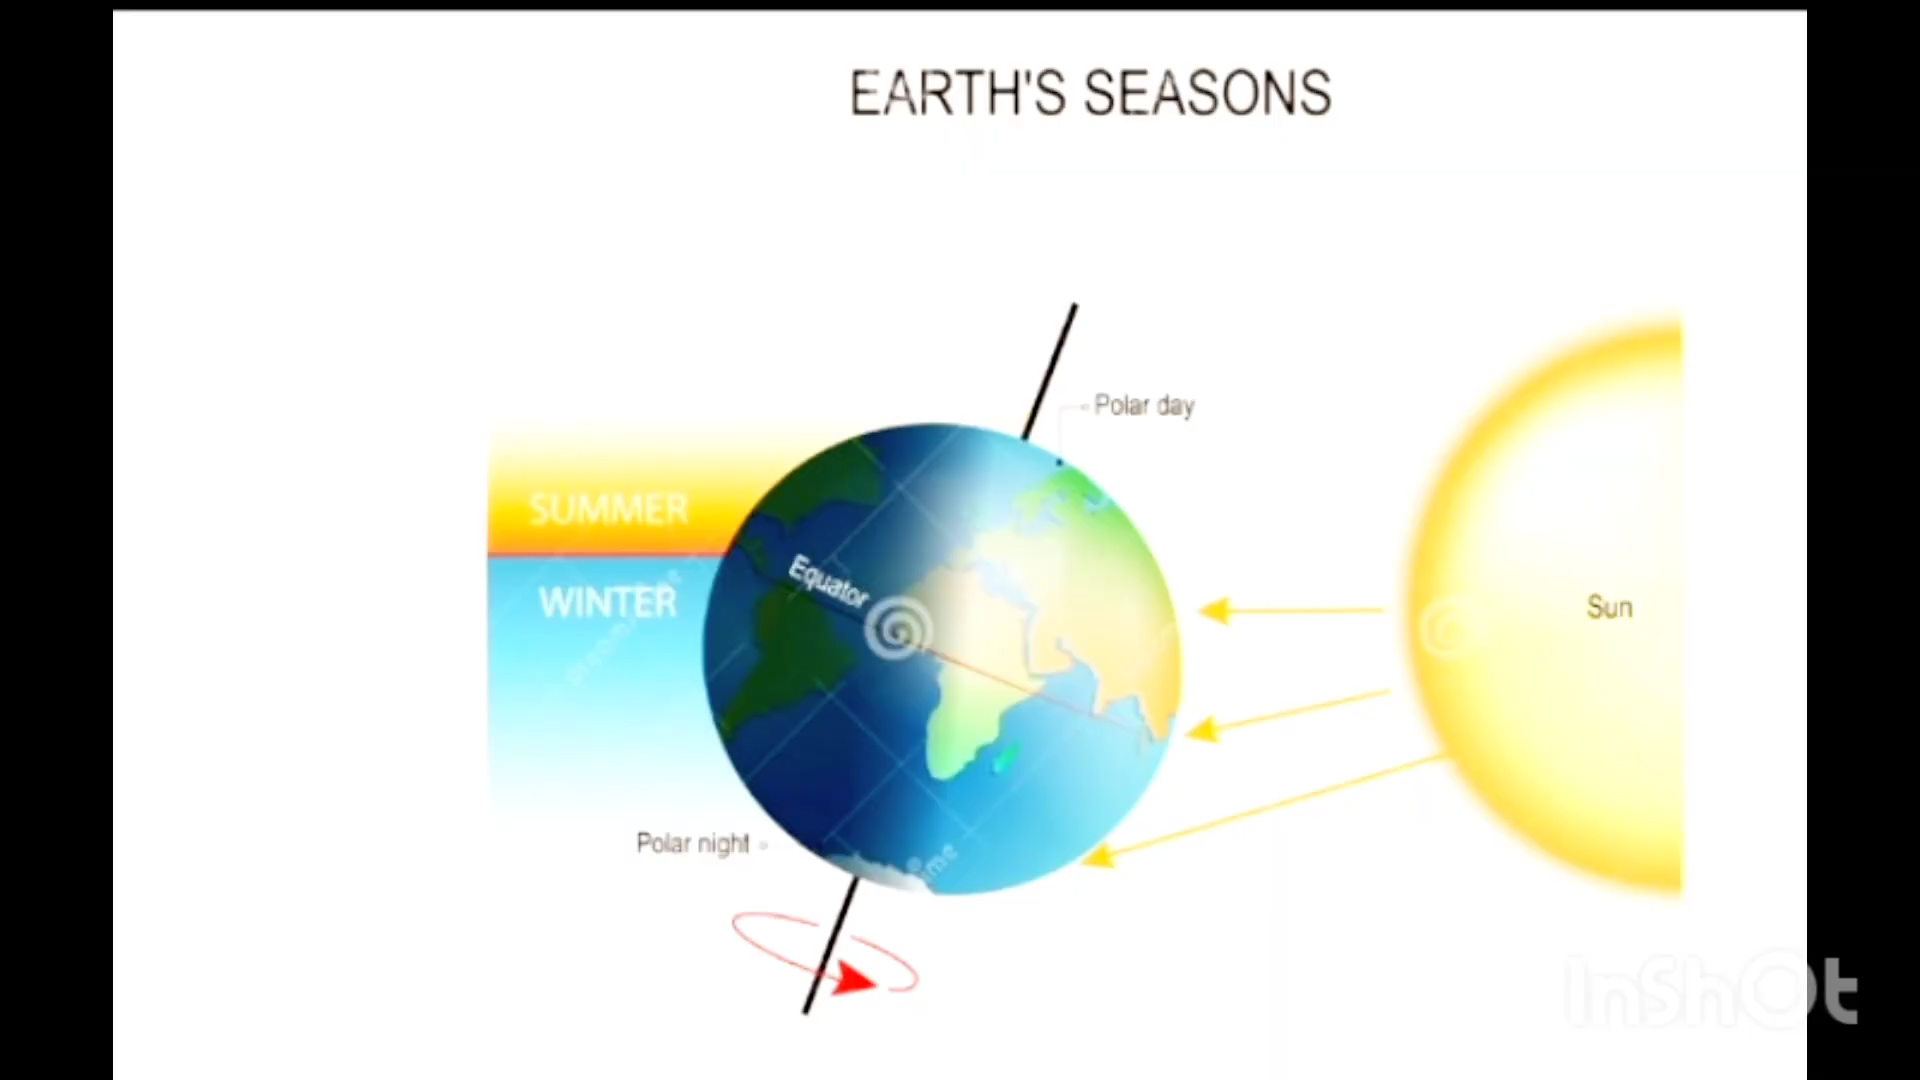 EARTH'S SEASONS
Polar day
SUMMER
WINTER
Equator
Sun
Polar night
InShOt